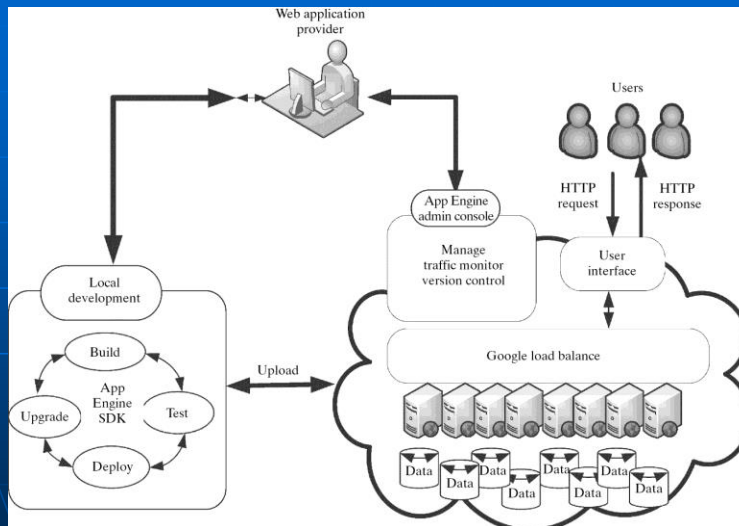 Web application
provider
Users
HTTP
request
HTTP
response
App Engine
admin console
Manage
traffic monitor
version control
User
interface
Local
development
Google load balance
Build
Upload
App
Engine
SDK
Upgrade
Test
Deploy
Data
Data
Data
Data
Data
Data
Data
Data